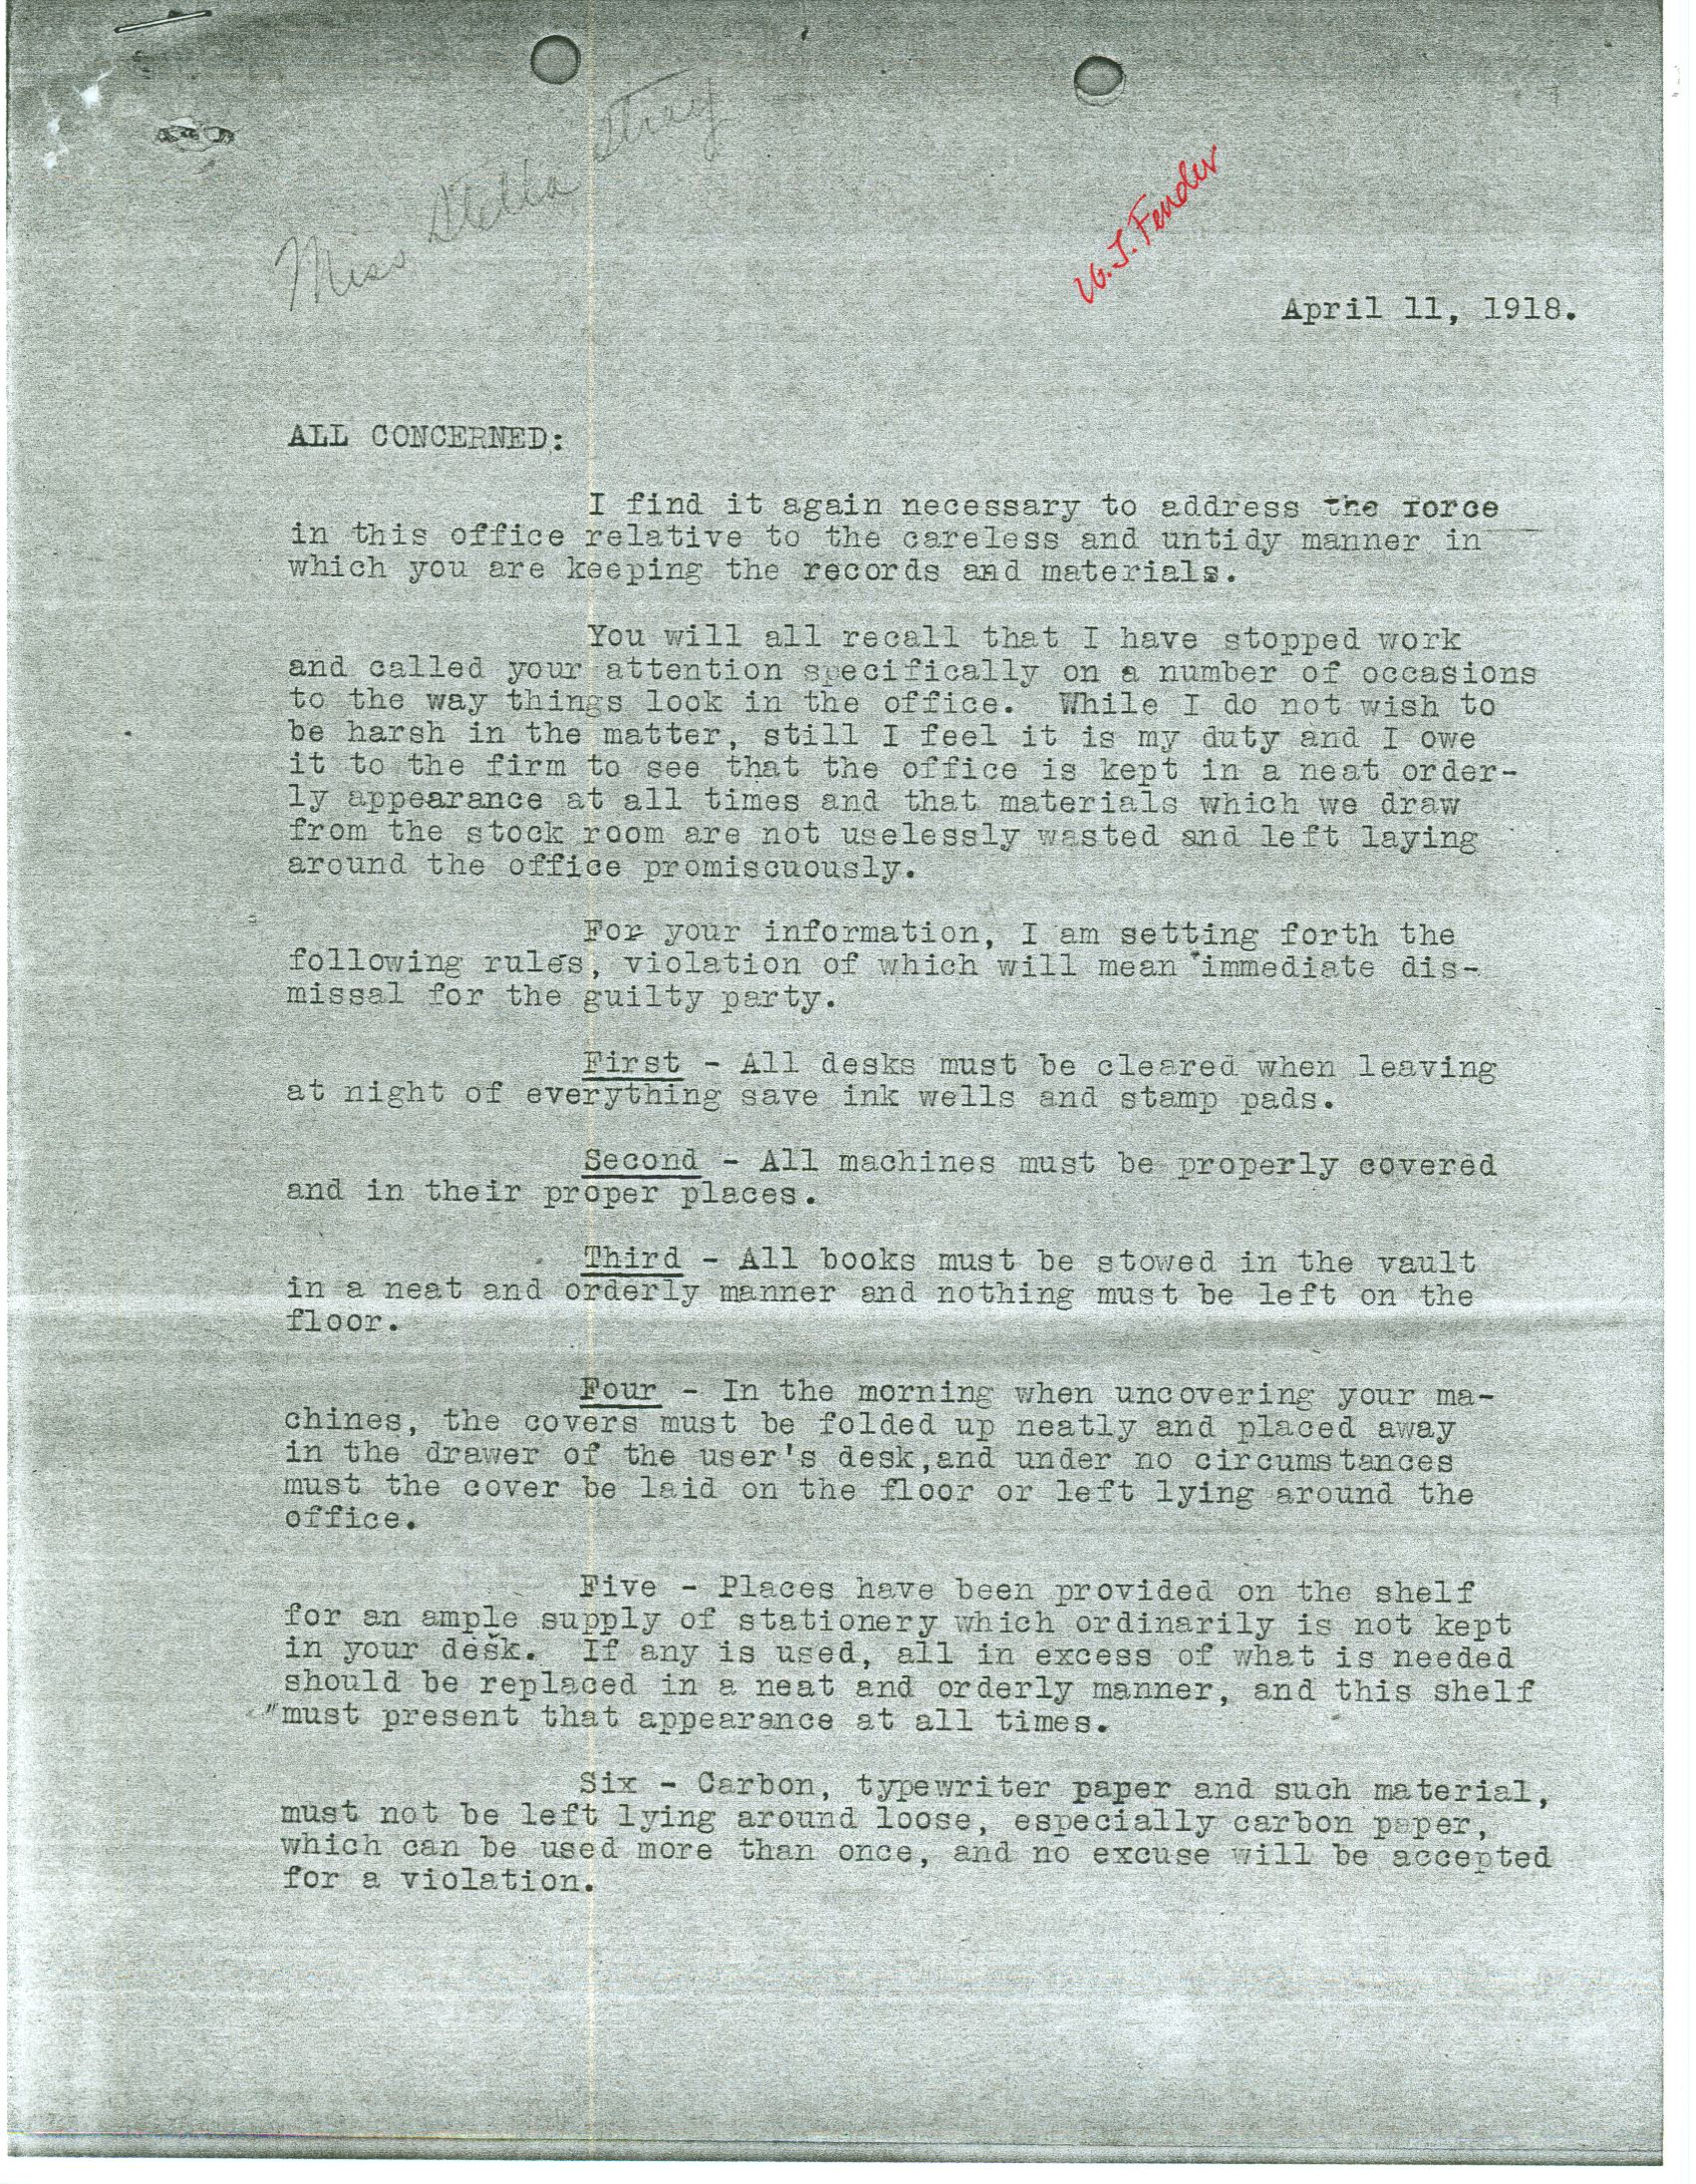 Miss Stella Stray
W. J. Fender
April 11, 1918.
ALL CONCERNED:
I find it again necessary to address the force
in this office relative to the careless and untidy manner in
which you are keeping the records and materials.
You will all recall that I have stopped work
and called your attention specifically on a number of occasions
to the way things look in the office. While I do not wish to
be harsh in the matter, still I feel it is my duty and I owe
it to the firm to see that the office is kept in a neat order-
ly appearance at all times and that materials which we draw
from the stock room are not uselessly wasted and left laying
around the office promiscuously.
For your information, I am setting forth the
following rules, violation of which will mean immediate dis-
missal for the guilty party.
First - All desks must be cleared when leaving
at night of everything save ink wells and stamp pads.
Second - All machines must be properly covered
and in their proper places.
Third - All books must be stowed in the vault
in a neat and orderly manner and nothing must be left on the
floor.
Four - In the morning when uncovering your ma-
chines, the covers must be folded up neatly and placed away
in the drawer of the user's desk,and under no circumstances
must the cover be laid on the floor or left lying around the
office.
Five - Places have been provided on the shelf
for an ample supply of stationery which ordinarily is not kept
in your desk. If any is used, all in excess of what is needed
should be replaced in a neat and orderly manner, and this shelf
must present that appearance at all times.
Six - Carbon, typewriter paper and such material,
must not be left lying around loose, especially carbon paper,
which can be used more than once, and no excuse will be accepted
for a violation.